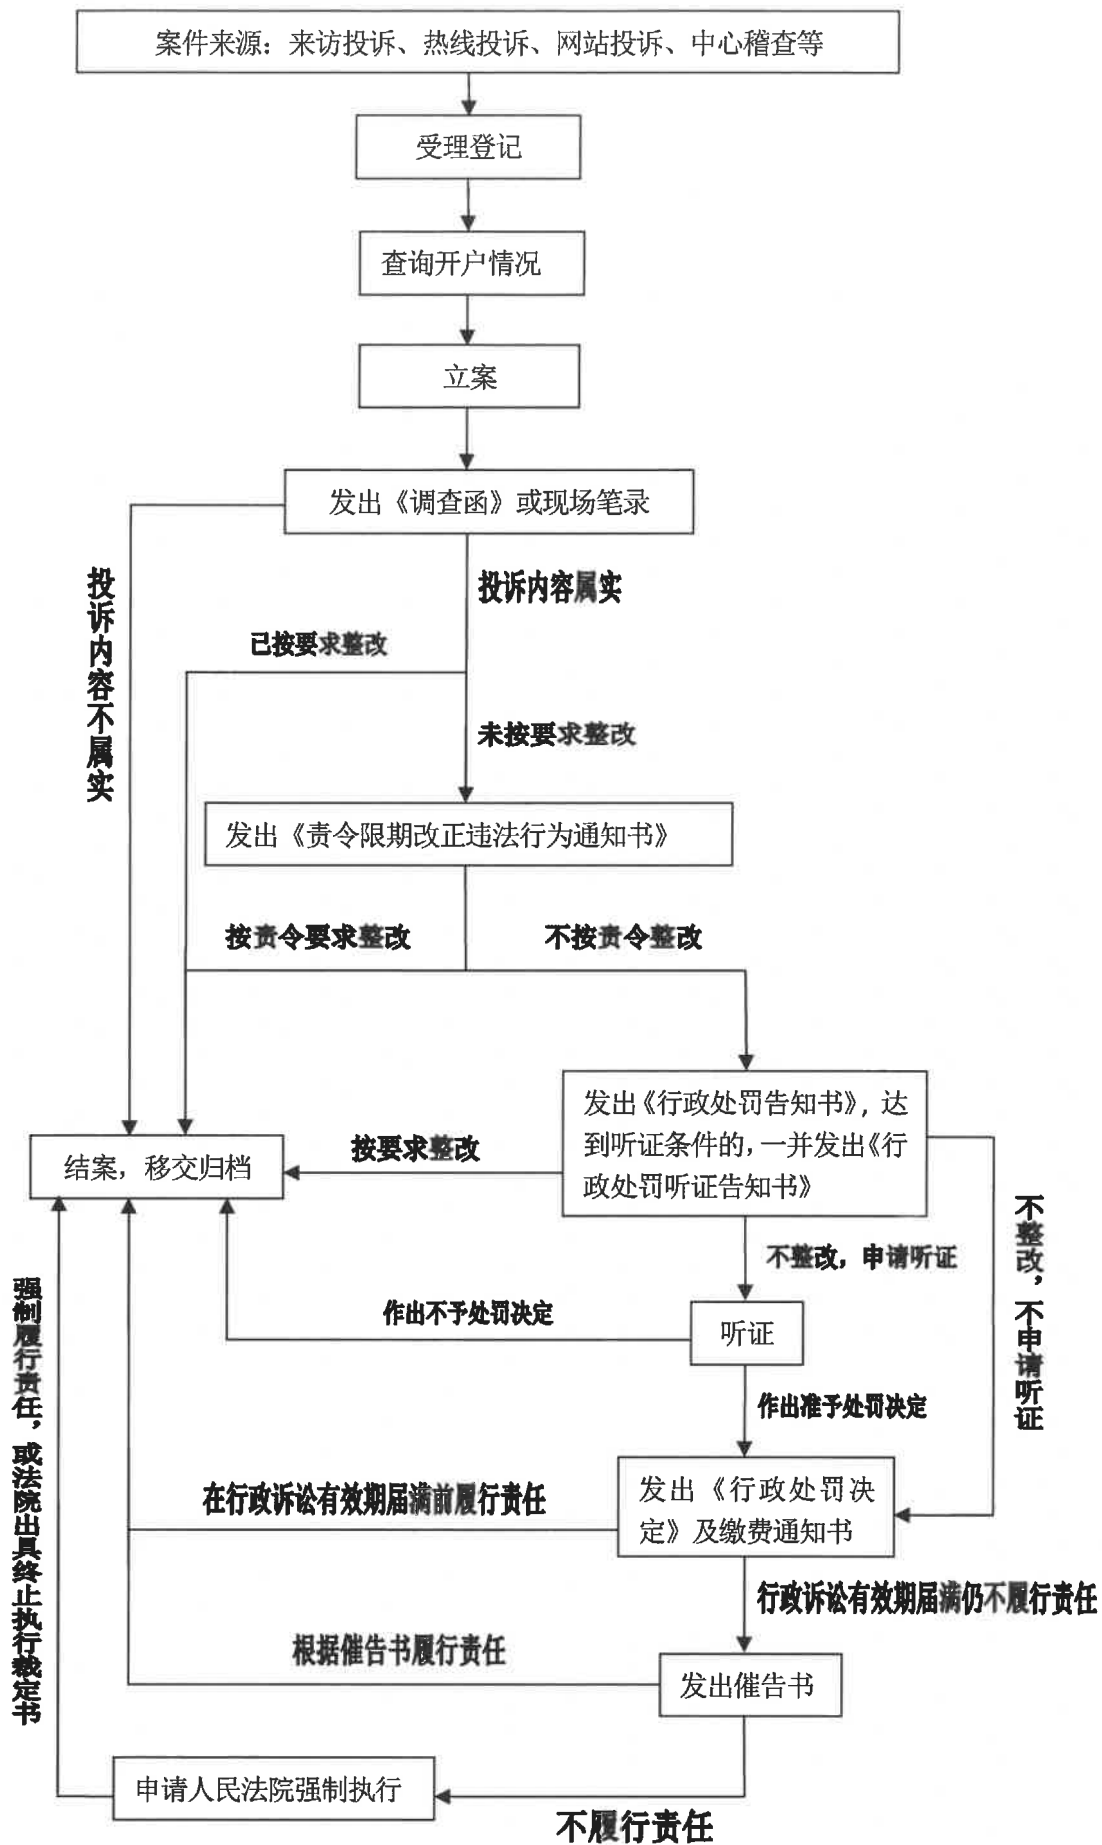 案件来源：来访投诉、热线投诉、网站投诉、中心稽查等
受理登记
查询开户情况
立案
发出《调查函》或现场笔录
投诉内容不属实
投诉内容属实
已按要求整改
未按要求整改
发出《责令限期改正违法行为通知书》
按责令要求整改
不按责令整改
发出《行政处罚告知书》，达
到听证条件的，一并发出《行
政处罚听证告知书》
按要求整改
结案，移交归档
不整改，不申请听证
不整改，申请听证
听证
作出不予处罚决定
作出准予处罚决定
发出《行政处罚决
定》及缴费通知书
在行政诉讼有效期届满前履行责任
行政诉讼有效期届满仍不履行责任
根据催告书履行责任
发出催告书
强制履行责任，或法院出具终止执行裁定书
申请人民法院强制执行
不履行责任